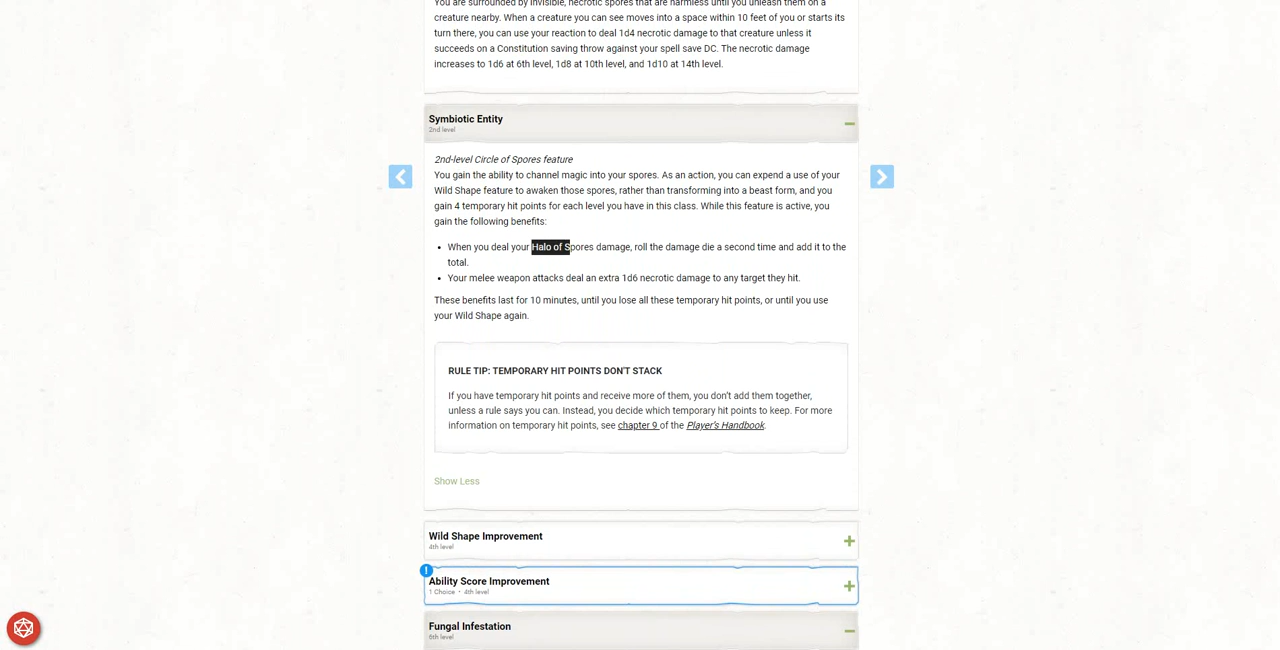 You are surrounded by invisible, necrotic spores that are harmless until you unleash them on a
creature nearby. When a creature you can see moves into a space within 10 feet of you or starts its
turn there, you can use your reaction to deal 1d4 necrotic damage to that creature unless it
succeeds on a Constitution saving throw against your spell save DC. The necrotic damage
increases to 1d6 at 6th level, 1d8 at 10th level, and 1d10 at 14th level.
Symbiotic Entity
2nd level
2nd-level Circle of Spores feature
You gain the ability to channel magic into your spores. As an action, you can expend a use of your
Wild Shape feature to awaken those spores, rather than transforming into a beast form, and you
gain 4 temporary hit points for each level you have in this class. While this feature is active, you
gain the following benefits:
• When you deal your Halo of Spores damage, roll the damage die a second time and add it to the
total.
• Your melee weapon attacks deal an extra 1d6 necrotic damage to any target they hit.
These benefits last for 10 minutes, until you lose all these temporary hit points, or until you use
your Wild Shape again.
RULE TIP: TEMPORARY HIT POINTS DON'T STACK
If you have temporary hit points and receive more of them, you don't add them together,
unless a rule says you can. Instead, you decide which temporary hit points to keep. For more
information on temporary hit points, see chapter 9 of the Player's Handbook.
Show Less
Wild Shape Improvement
4th level
!
Ability Score Improvement
1 Choice • 4th level
Fungal Infestation
6th level